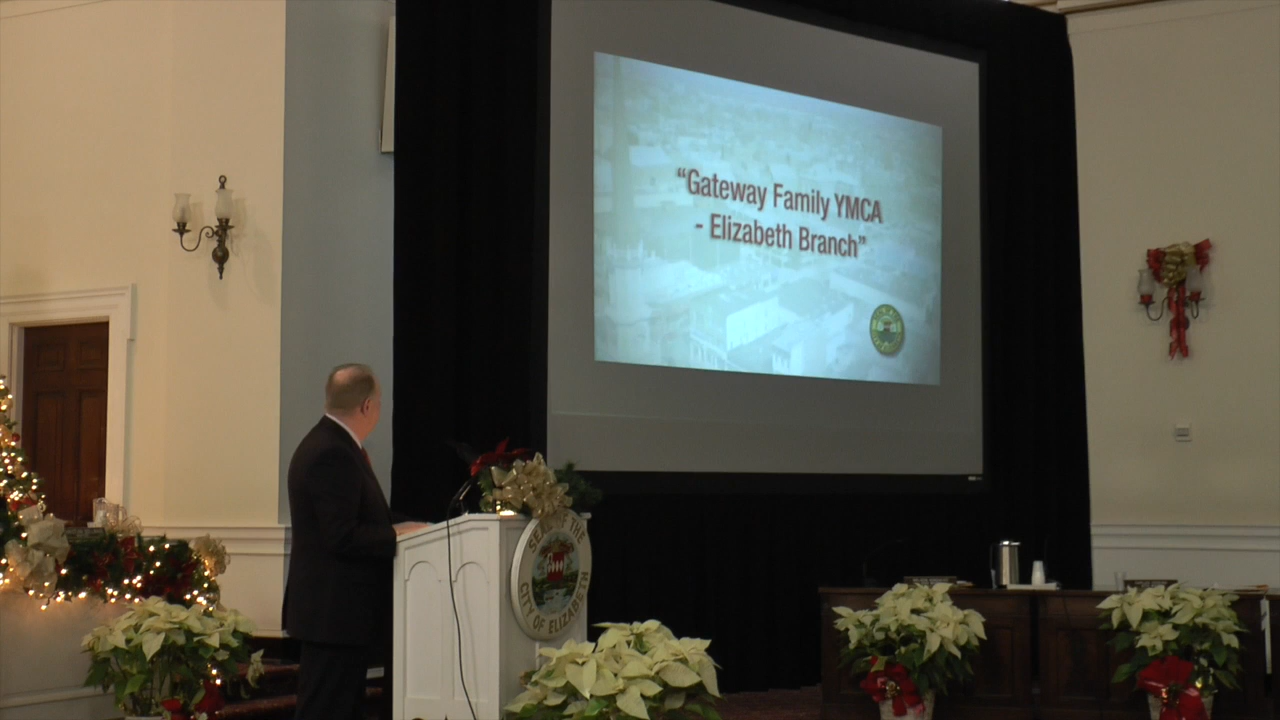 “Gateway Family YMCA
- Elizabeth Branch”
SEAL OF THE
CITY OF ELIZABETH